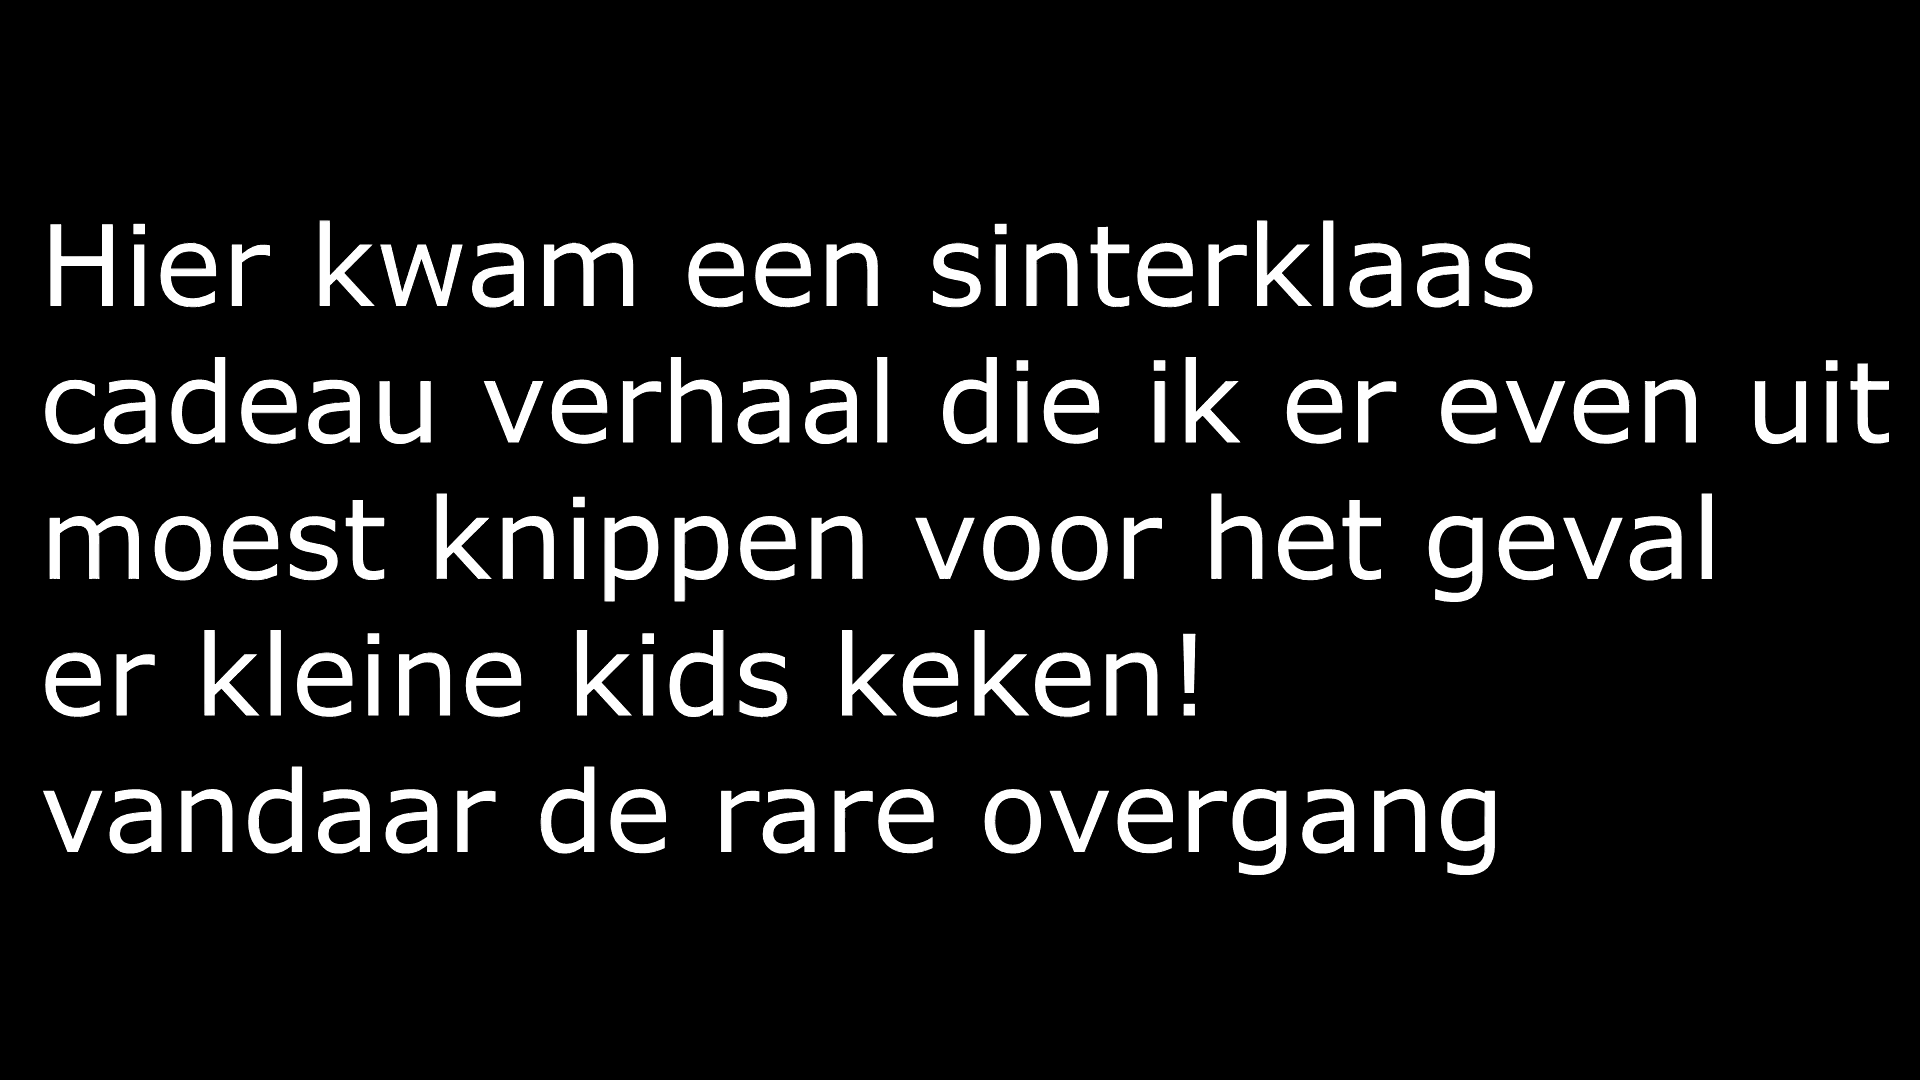 Hier kwam een sinterklaas
cadeau verhaal die ik er even uit
moest knippen voor het geval
er kleine kids keken!
vandaar de rare overgang